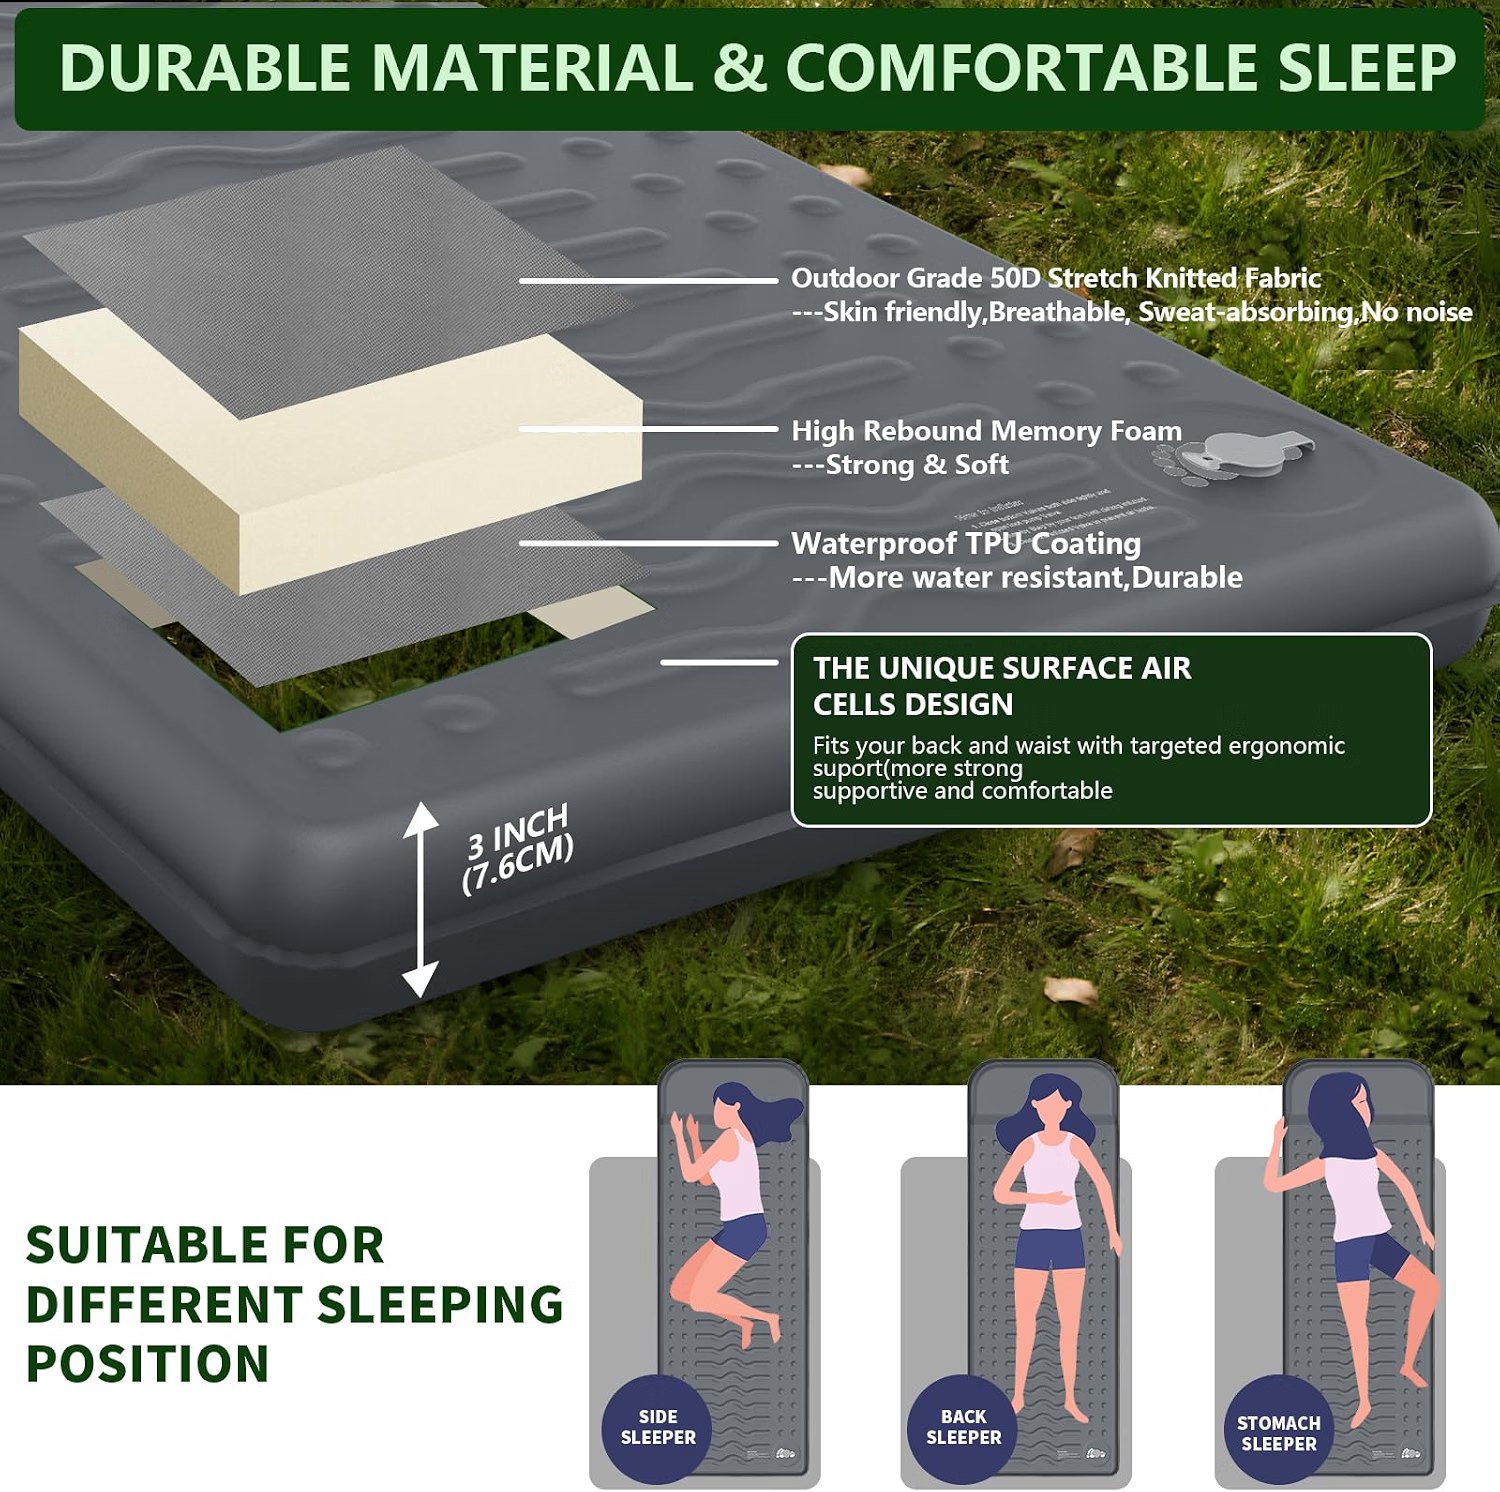 DURABLE MATERIAL & COMFORTABLE SLEEP
Outdoor Grade 50D Stretch Knitted Fabric
---Skin friendly,Breathable, Sweat-absorbing,No noise
High Rebound Memory Foam
---Strong & Soft
Waterproof TPU Coating
---More water resistant,Durable
THE UNIQUE SURFACE AIR
CELLS DESIGN
Fits your back and waist with targeted ergonomic
suport(more strong
supportive and comfortable
3 INCH
(7.6CM)
SUITABLE FOR
DIFFERENT SLEEPING
POSITION
SIDE
SLEEPER
BACK
SLEEPER
STOMACH
SLEEPER